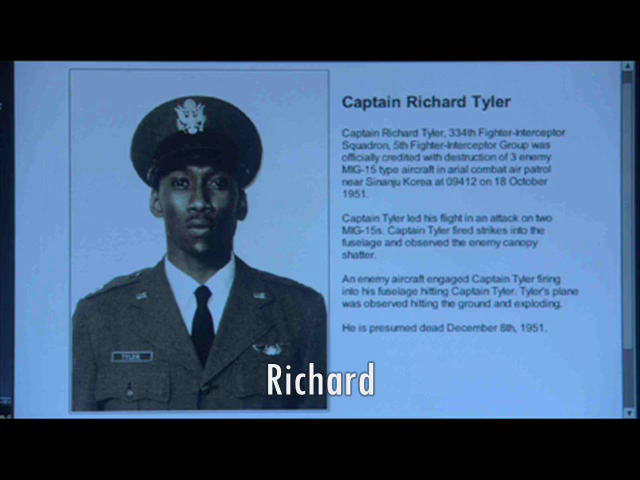 Captain Richard Tyler
Captain Richard Tyler, 334th Fighter-Interceptor
Squadron, 5th Fighter-Interceptor Group was
officially credited with destruction of 3 enemy
MIG-15 type aircraft in arial combat air patrol
near Sinanju Korea at 09412 on 18 October
1951.
Captain Tyler led his flight in an attack on two
MIG-15s. Captain Tyler fired strikes into the
fuselage and observed the enemy canopy
shatter.
An enemy aircraft engaged Captain Tyler firing
into his fuselage hitting Captain Tyler. Tyler's plane
was observed hitting the ground and exploding.
He is presumed dead December 8th, 1951.
TYLER
Richard